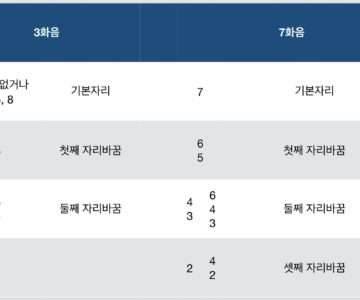 3화음 7화음
없거나
, 8 기본자리 7 기본자리
첫째 자리바꿈 6
5 첫째 자리바꿈
둘째 자리바꿈 4
3 6
4
3 둘째 자리바꿈
2 4
2 셋째 자리바꿈